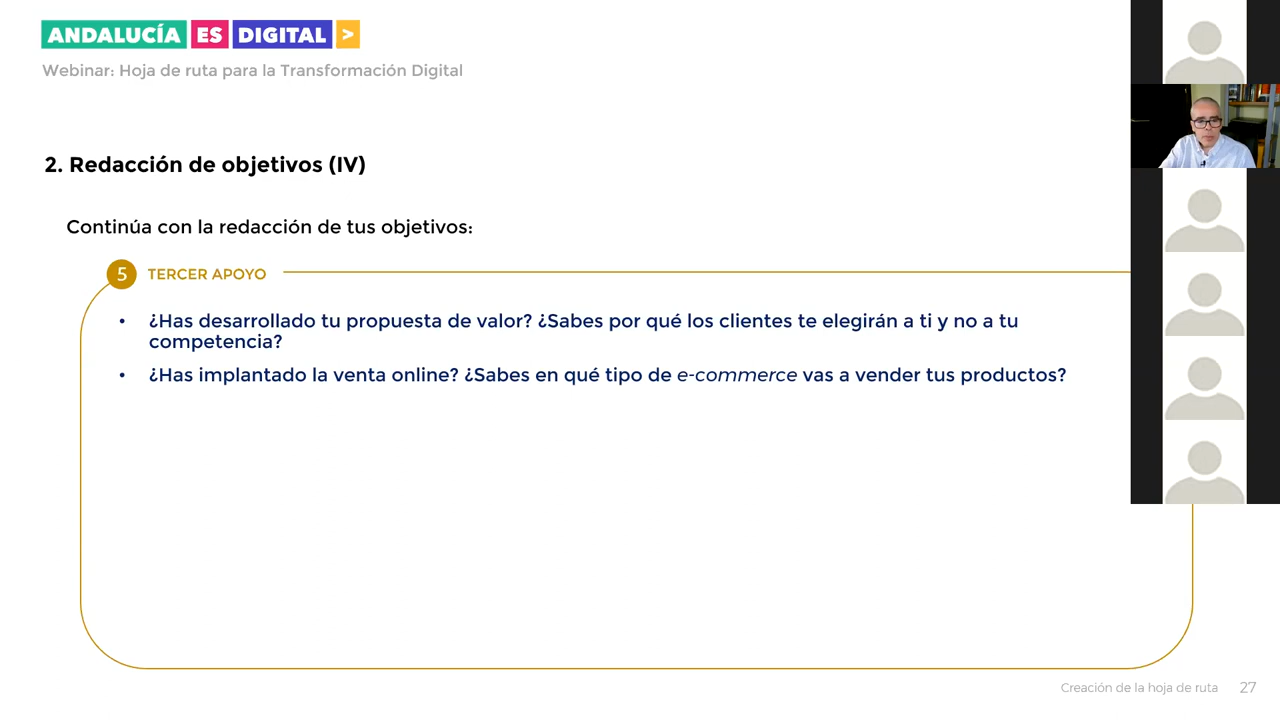 ANDALUCÍA ES DIGITAL >
Webinar: Hoja de ruta para la Transformación Digital
2. Redacción de objetivos (IV)
Continúa con la redacción de tus objetivos:
5 TERCER APOYO
• ¿Has desarrollado tu propuesta de valor? ¿Sabes por qué los clientes te elegirán a ti y no a tu
competencia?
• ¿Has implantado la venta online? ¿Sabes en qué tipo de e-commerce vas a vender tus productos?
Creación de la hoja de ruta 27